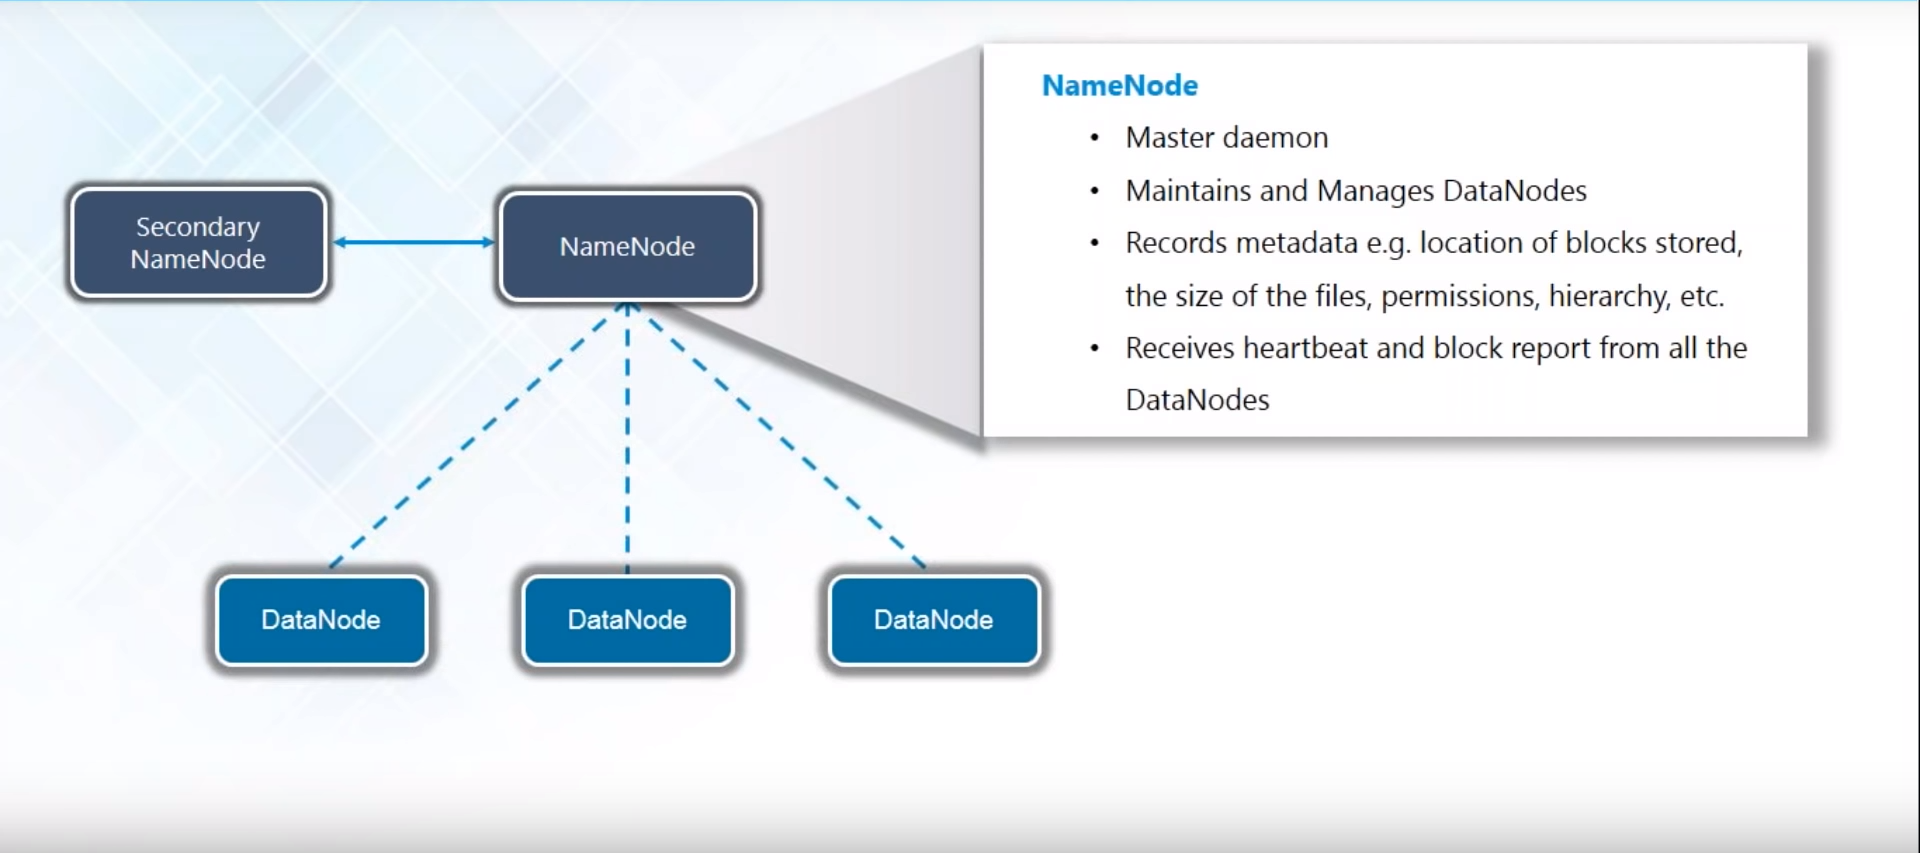 NameNode
• Master daemon
• Maintains and Manages DataNodes
• Records metadata e.g. location of blocks stored,
the size of the files, permissions, hierarchy, etc.
• Receives heartbeat and block report from all the
DataNodes
Secondary
NameNode
NameNode
DataNode
DataNode
DataNode